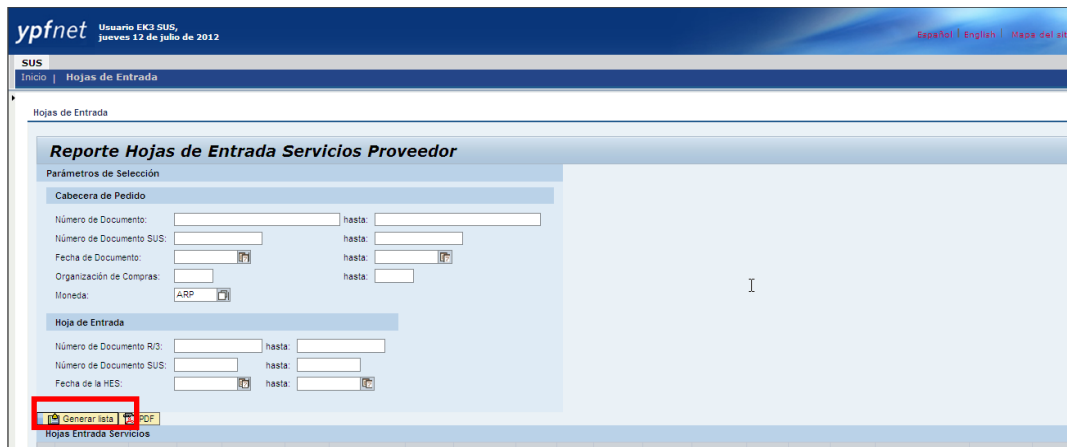 ypfnet Usuario EK3 SUS,
jueves 12 de julio de 2012
Español | English | Mapa del sit
SUS
Inicio | Hojas de Entrada
Hojas de Entrada
Reporte Hojas de Entrada Servicios Proveedor
Parámetros de Selección
Cabecera de Pedido
Número de Documento: hasta:
Número de Documento SUS: hasta:
Fecha de Documento: hasta:
Organización de Compras: hasta:
Moneda: ARP
Hoja de Entrada
Número de Documento R/3: hasta:
Número de Documento SUS: hasta:
Fecha de la HES: hasta:
Generar lista PDF
Hojas Entrada Servicios